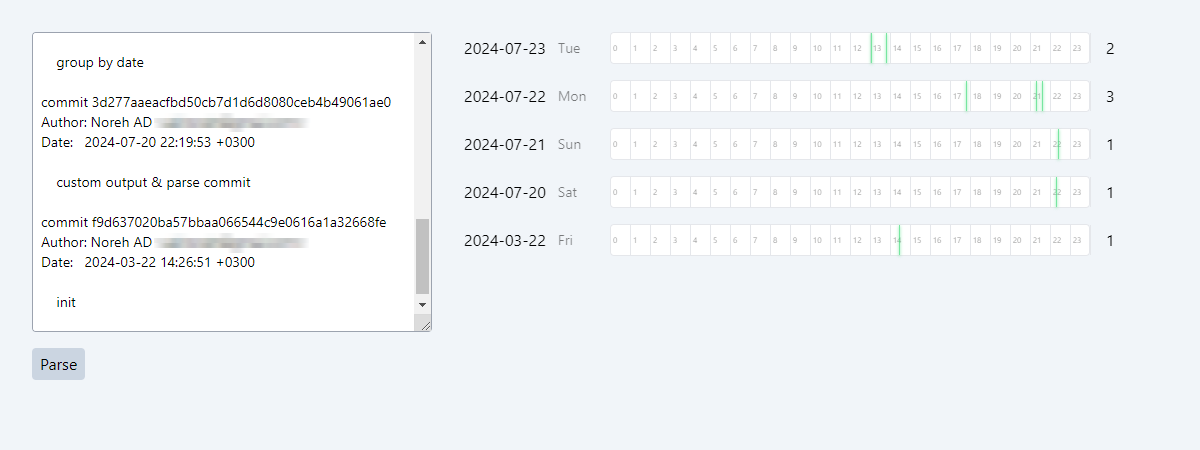 group by date
commit 3d277aaeacfbd50cb7d1d6d8080ceb4b49061ae0
Author: Noreh AD
Date: 2024-07-20 22:19:53 +0300
custom output & parse commit
commit f9d637020ba57bbaa066544c9e0616a1a32668fe
Author: Noreh AD
Date: 2024-03-22 14:26:51 +0300
init
Parse
2024-07-23 Tue 0 1 2 3 4 5 6 7 8 9 10 11 12 13 14 15 16 17 18 19 20 21 22 23 2
2024-07-22 Mon 0 1 2 3 4 5 6 7 8 9 10 11 12 13 14 15 16 17 18 19 20 21 22 23 3
2024-07-21 Sun 0 1 2 3 4 5 6 7 8 9 10 11 12 13 14 15 16 17 18 19 20 21 22 23 1
2024-07-20 Sat 0 1 2 3 4 5 6 7 8 9 10 11 12 13 14 15 16 17 18 19 20 21 22 23 1
2024-03-22 Fri 0 1 2 3 4 5 6 7 8 9 10 11 12 13 14 15 16 17 18 19 20 21 22 23 1